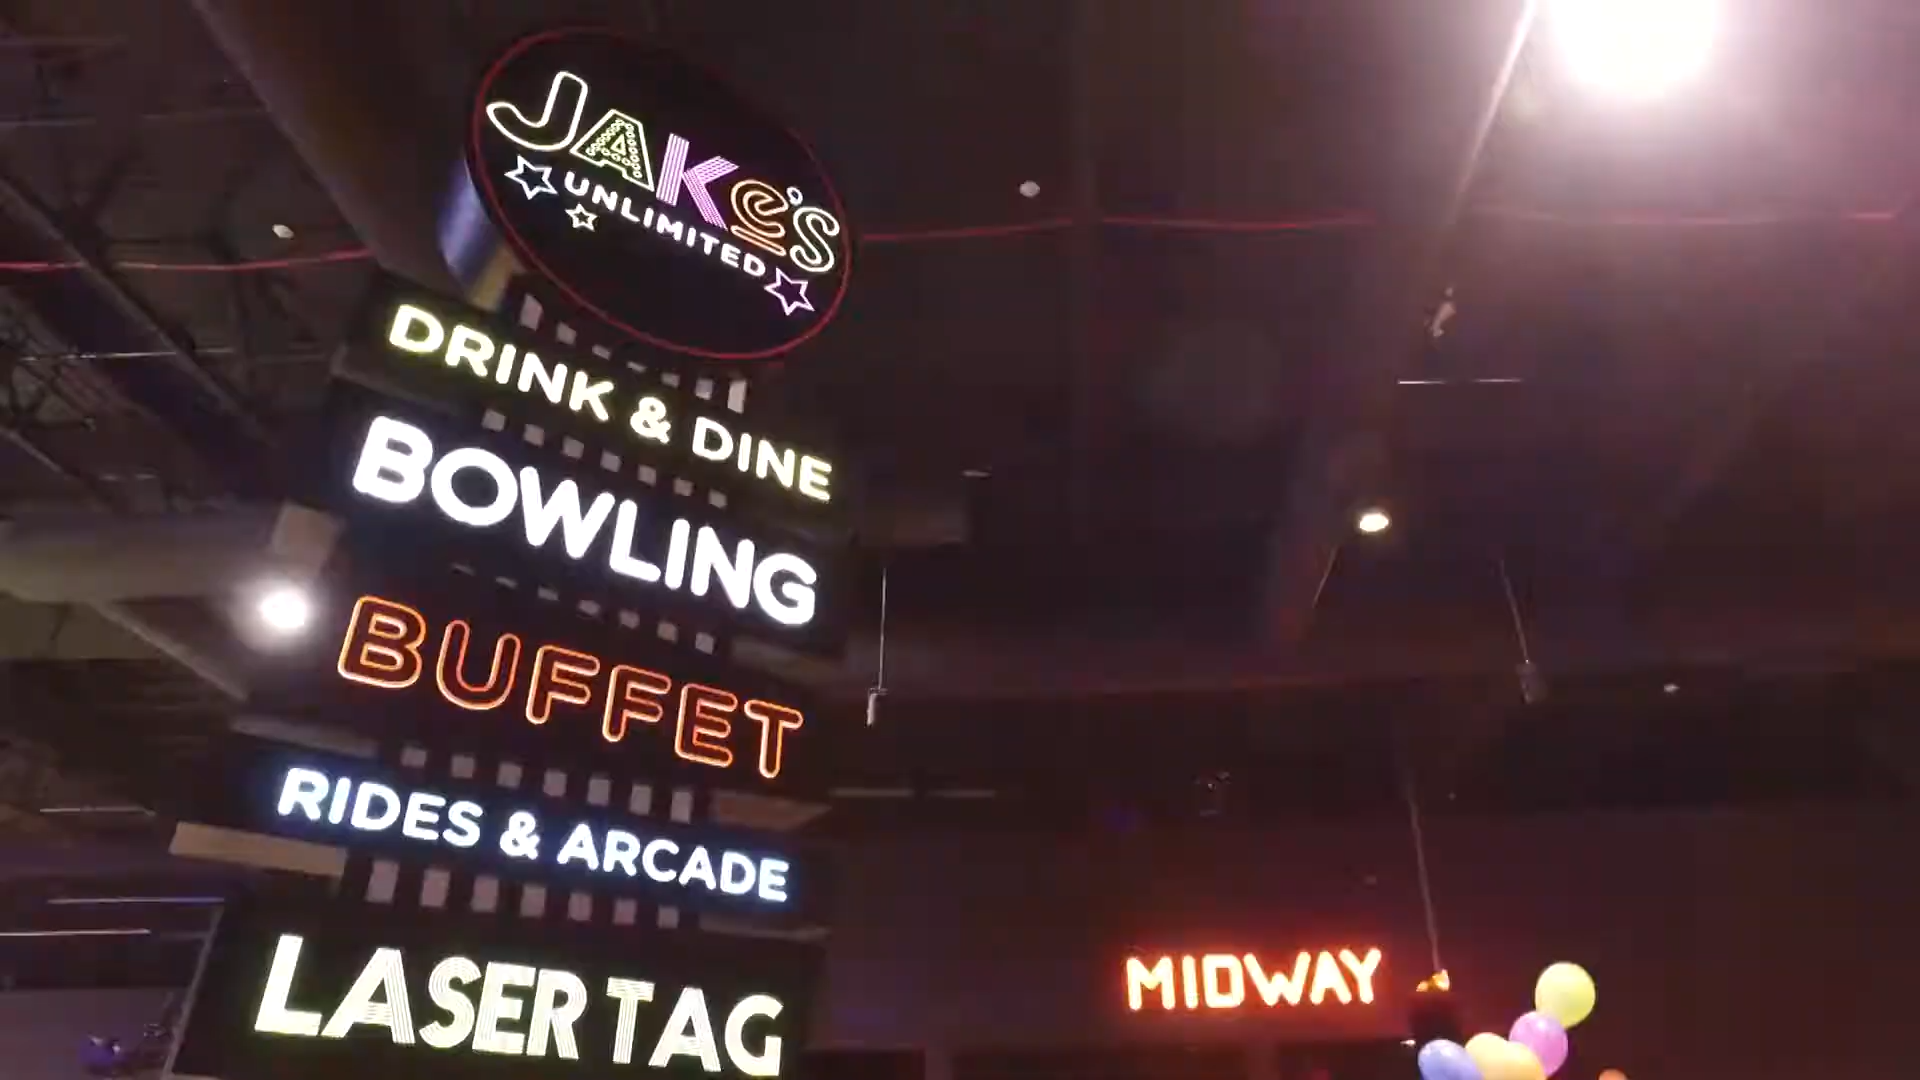 JAKe's
UNLIMITED
DRINK & DINE
BOWLING
BUFFET
RIDES & ARCADE
LASER TAG
MIDWAY